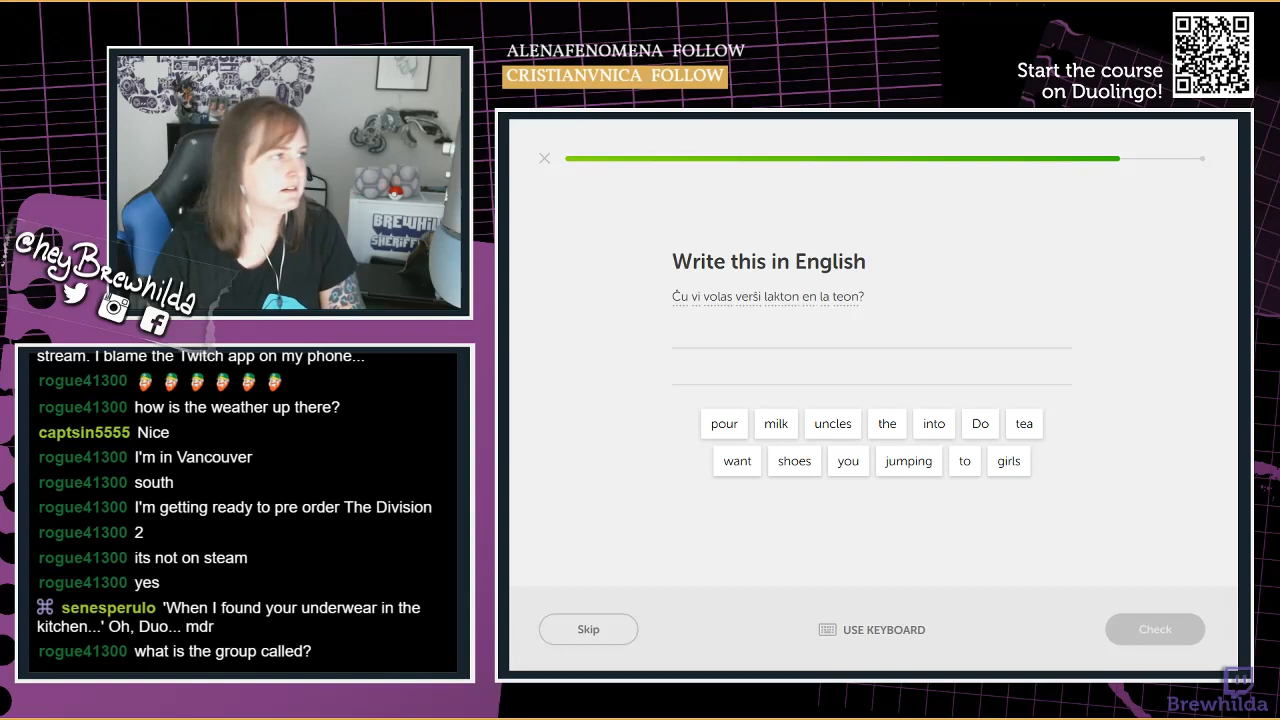 ALENAFENOMENA FOLLOW
CRISTIANVNICA FOLLOW
Start the course
on Duolingo!
BREWHIL
SHERIFF
@heyBrewhilda
Write this in English
Ĉu vi volas verŝi lakton en la teon?
pour milk uncles the into Do tea
want shoes you jumping to girls
Skip
USE KEYBOARD
Check
stream. I blame the Twitch app on my phone...
rogue41300
rogue41300 how is the weather up there?
captsin5555 Nice
rogue41300 I'm in Vancouver
rogue41300 south
rogue41300 I'm getting ready to pre order The Division
rogue41300 2
rogue41300 its not on steam
rogue41300 yes
senesperulo 'When I found your underwear in the
kitchen...' Oh, Duo... mdr
rogue41300 what is the group called?
Brewhilda